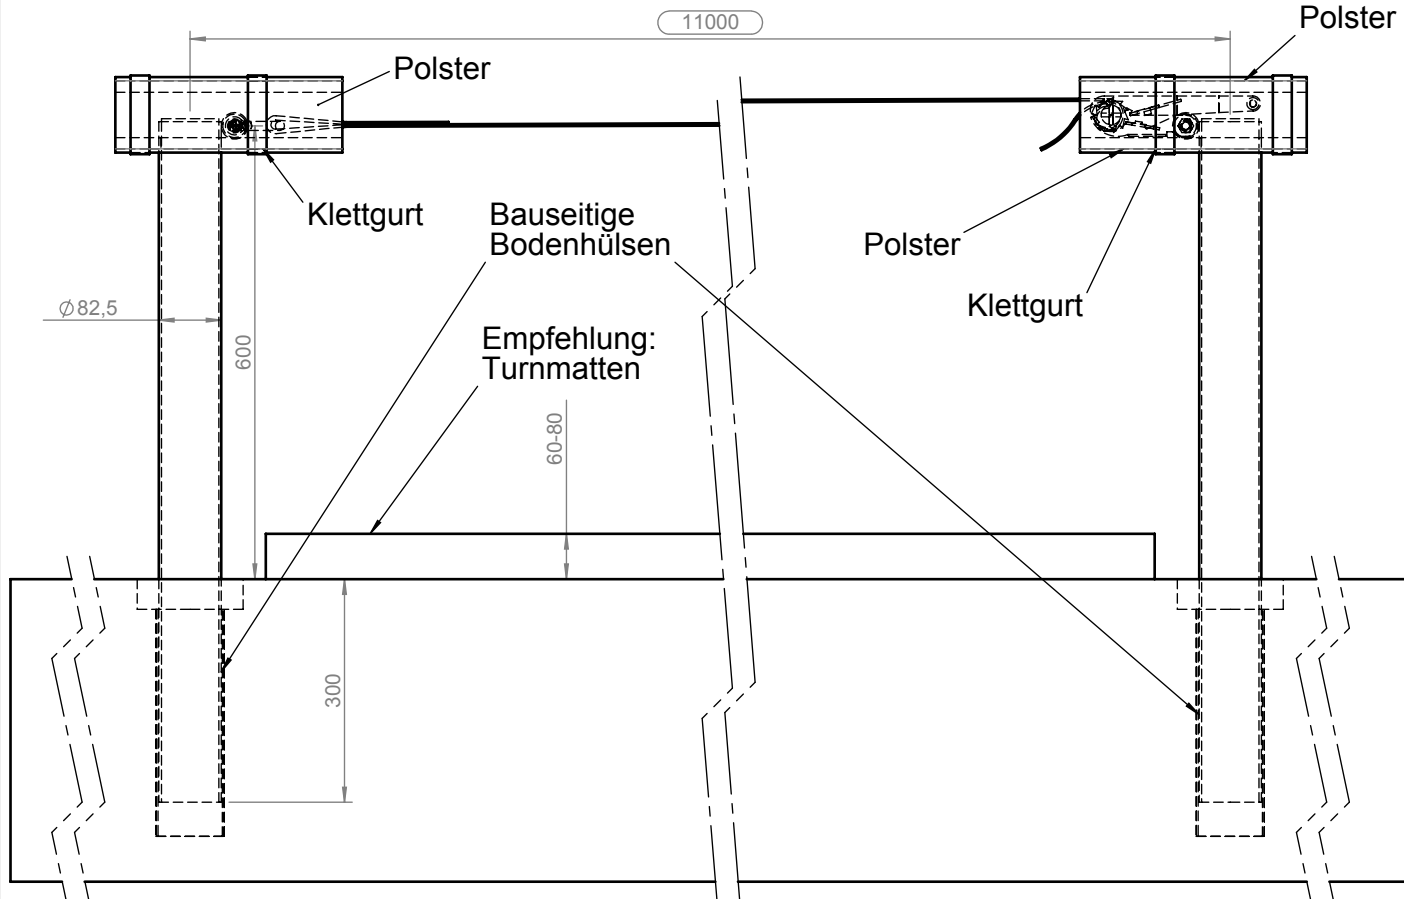 11000
Polster
Polster
Klettgurt
Bauseitige
Bodenhülsen
Polster
Klettgurt
∅82,5
600
Empfehlung:
Turnmatten
60-80
300